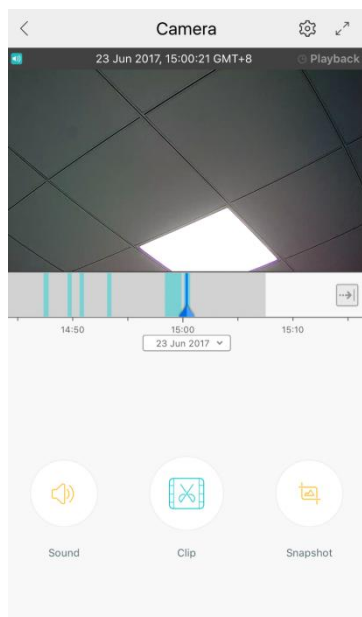 Camera
23 Jun 2017, 15:00:21 GMT+8
Playback
14:50 15:00 15:10
23 Jun 2017
Sound Clip Snapshot